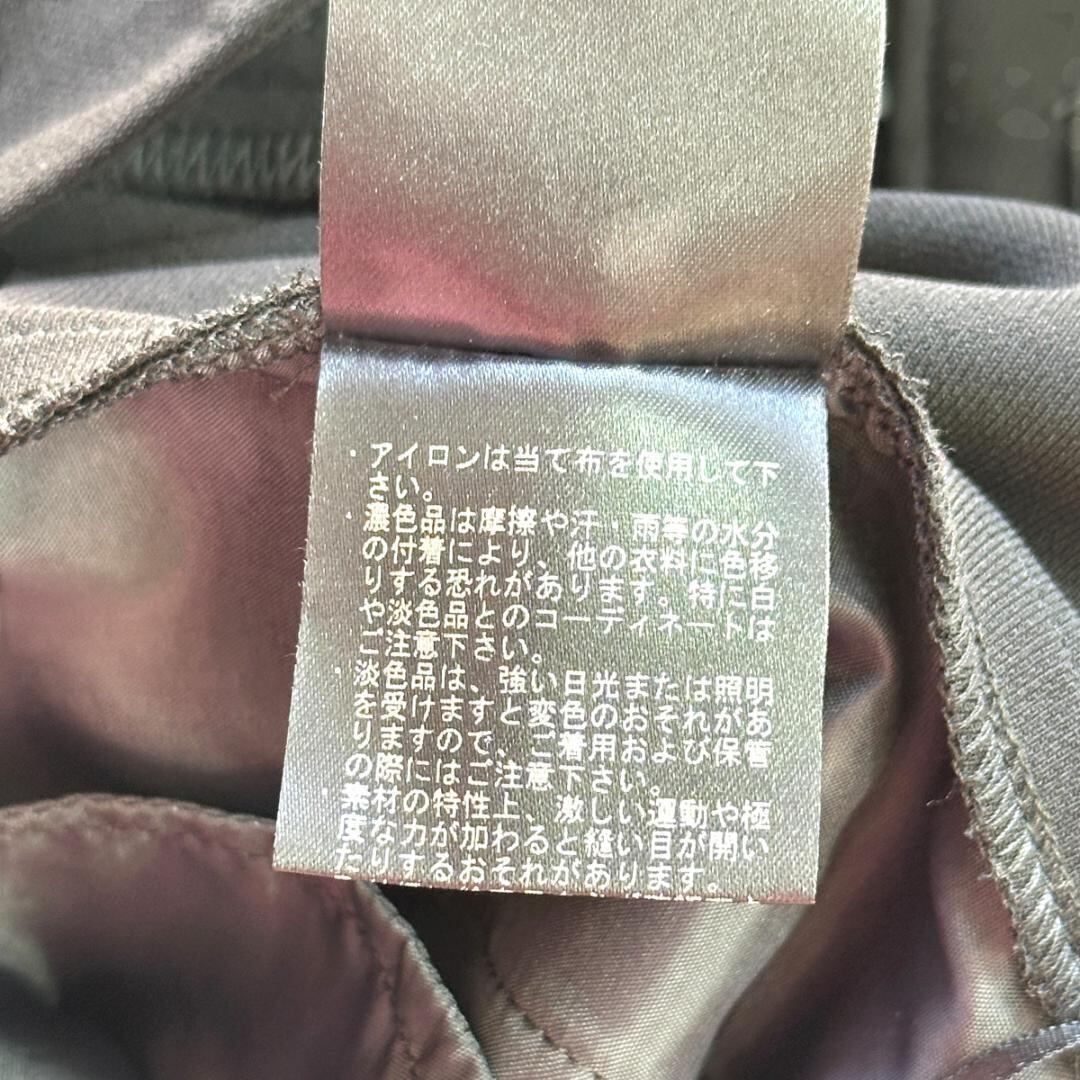 ・アイロンは当て布を使用して下
さい。
・濃色品は摩擦や汗・雨等の水分
の付着により、他の衣料に色移
りする恐れがあります。特に白
や淡色品とのコーディネートは
ご注意下さい。
・淡色品は、強い日光または照明
を受けますと変色のおそれがあ
りますので、ご着用および保管
の際にはご注意下さい。
・素材の特性上、激しい運動や極
度な力が加わると縫い目が開い
たりするおそれがあります。